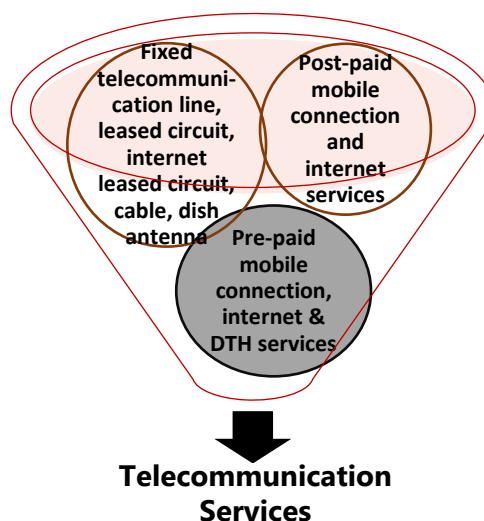 Fixed
telecommuni-
cation line,
leased circuit,
internet
leased circuit,
cable, dish
antenna
Post-paid
mobile
connection
and
internet
services
Pre-paid
mobile
connection,
internet &
DTH services
Telecommunication
Services